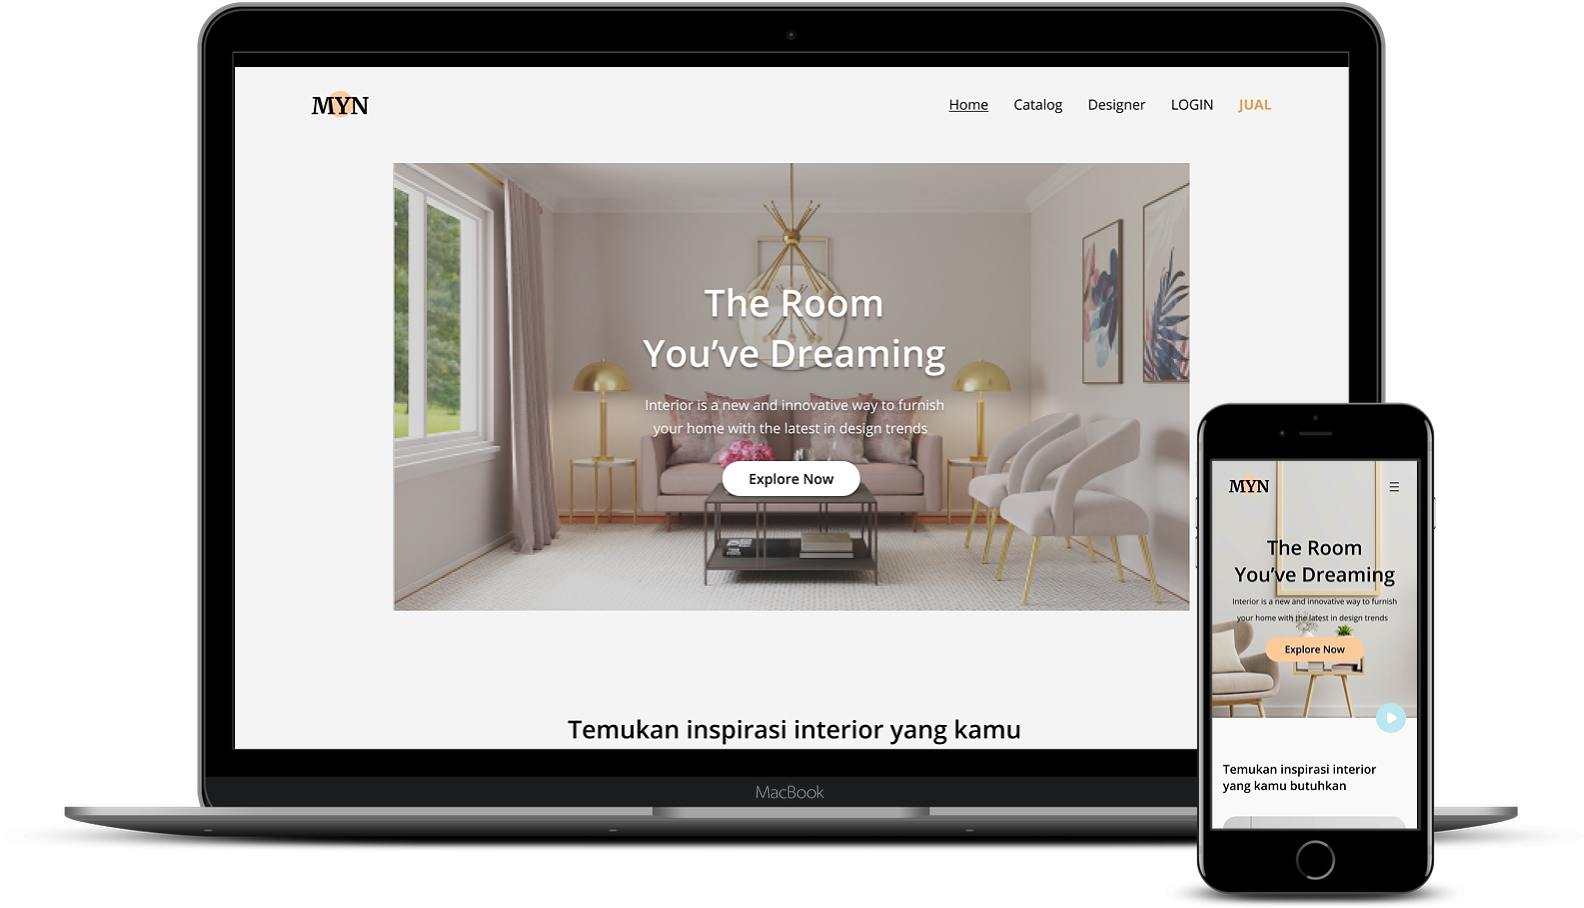 MYN
Home Catalog Designer LOGIN JUAL
The Room
You've Dreaming
Interior is a new and innovative way to furnish
your home with the latest in design trends
Explore Now
Temukan inspirasi interior yang kamu
MacBook
MYN
The Room
You've Dreaming
Interior is a new and innovative way to furnish
your home with the latest in design trends
Explore Now
Temukan inspirasi interior
yang kamu butuhkan